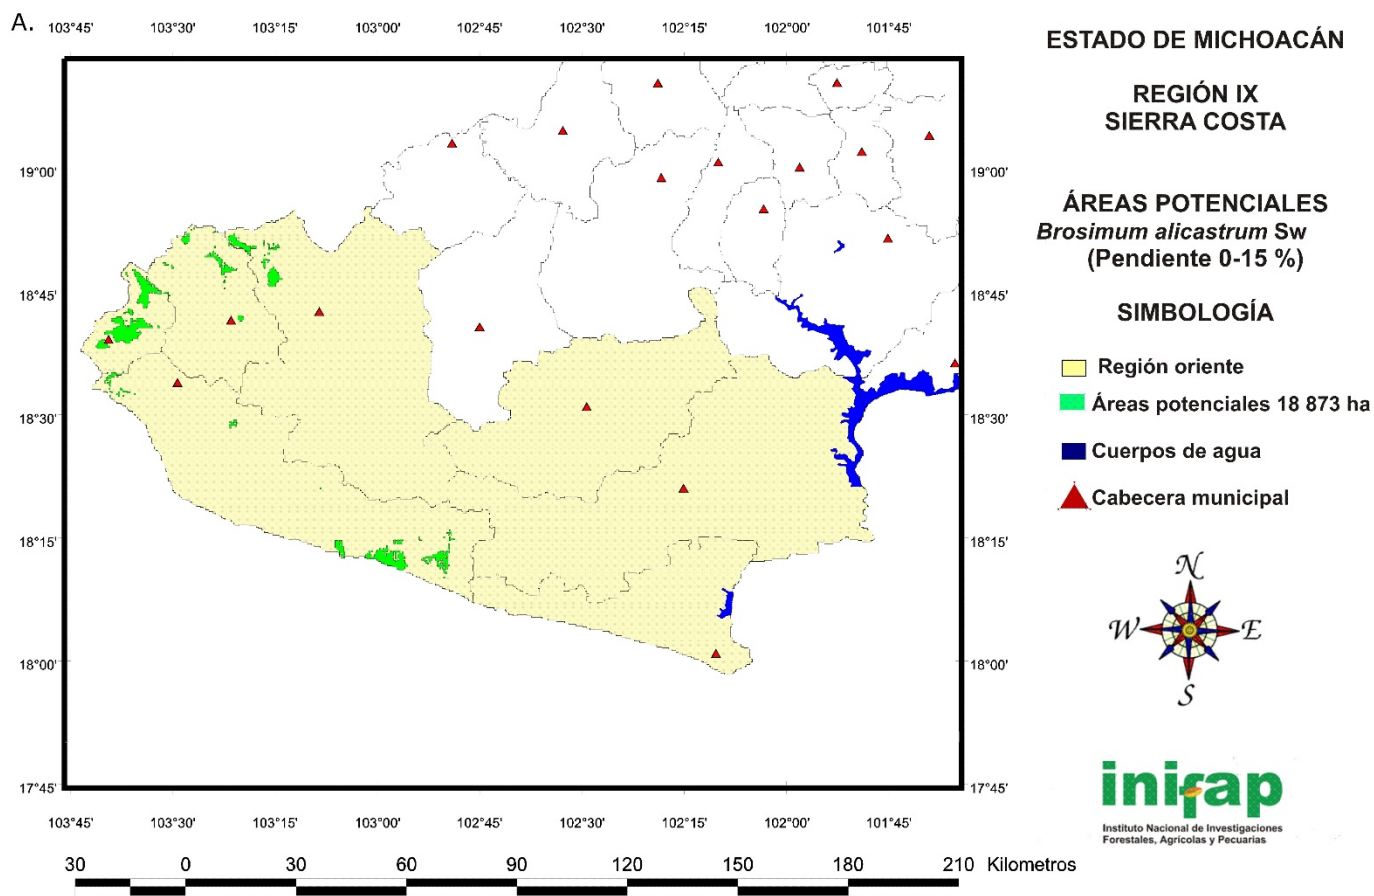 A.
103°45' 103°30' 103°15' 103°00' 102°45' 102°30' 102°15' 102°00' 101°45'
ESTADO DE MICHOACÁN
REGIÓN IX
SIERRA COSTA
19°00' 19°00'
ÁREAS POTENCIALES
Brosimum alicastrum Sw
(Pendiente 0-15 %)
18°45' 18°45'
SIMBOLOGÍA
Región oriente
Áreas potenciales 18 873 ha
18°30' 18°30'
Cuerpos de agua
Cabecera municipal
18°15' 18°15'
N
W E
S
18°00' 18°00'
17°45' 17°45'
inifap
Instituto Nacional de Investigaciones
Forestales, Agrícolas y Pecuarias
103°45' 103°30' 103°15' 103°00' 102°45' 102°30' 102°15' 102°00' 101°45'
30 0 30 60 90 120 150 180 210 Kilometros